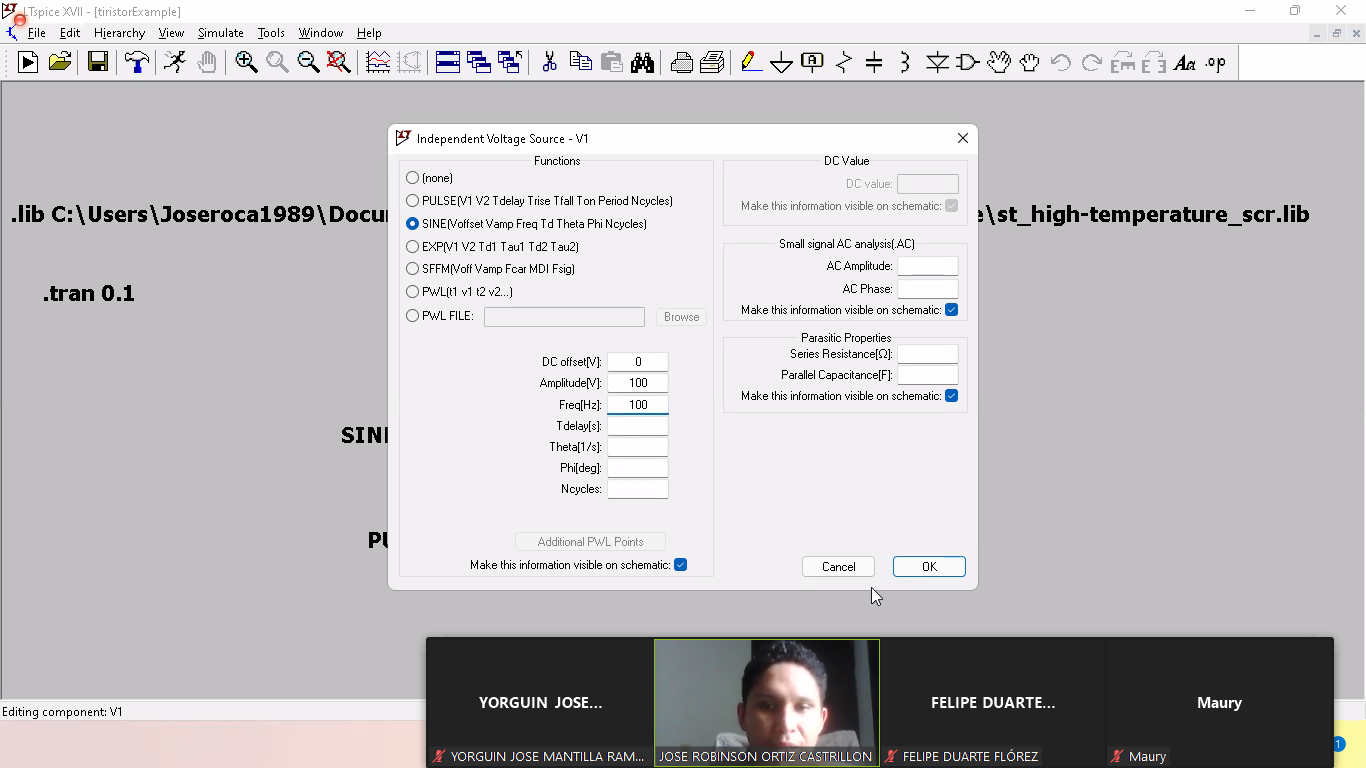 LTspice XVII - [tiristorExample]
File Edit Hierarchy View Simulate Tools Window Help
A Aa .op
Independent Voltage Source - V1
Functions
(none)
PULSE(V1 V2 Tdelay Trise Tfall Ton Period Ncycles)
SINE(Voffset Vamp Freq Td Theta Phi Ncycles)
EXP(V1 V2 Td1 Tau1 Td2 Tau2)
SFFM(Voff Vamp Fcar MDI Fsig)
PWL(t1 v1 t2 v2...)
PWL FILE: Browse
DC offset[V]: 0
Amplitude[V]: 100
Freq[Hz]: 100
Tdelay[s]:
Theta[1/s]:
Phi[deg]:
Ncycles:
Additional PWL Points
Make this information visible on schematic:
DC Value
DC value:
Make this information visible on schematic:
Small signal AC analysis(.AC)
AC Amplitude:
AC Phase:
Make this information visible on schematic:
Parasitic Properties
Series Resistance[Ω]:
Parallel Capacitance[F]:
Make this information visible on schematic:
Cancel OK
.lib C:\Users\Joseroca1989\Docu e\st_high-temperature_scr.lib
.tran 0.1
SINE
PU
Editing component: V1
YORGUIN JOSE... FELIPE DUARTE... Maury
YORGUIN JOSE MANTILLA RAM... JOSE ROBINSON ORTIZ CASTRILLON FELIPE DUARTE FLÓREZ Maury
1